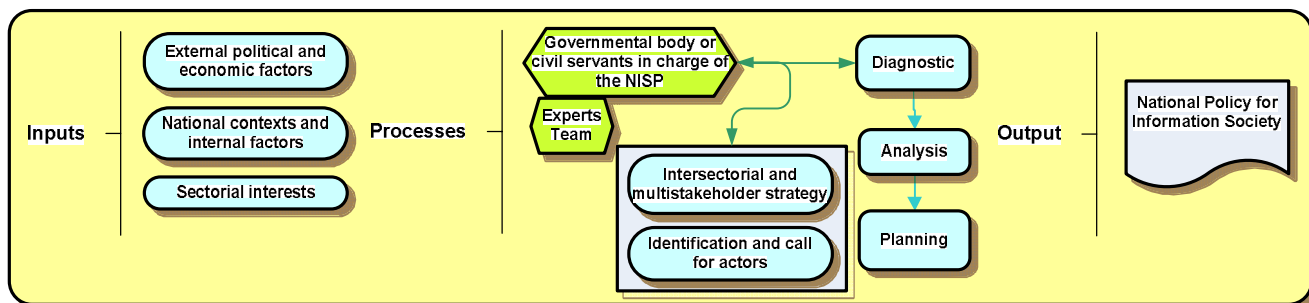 Inputs
External political and
economic factors
National contexts and
internal factors
Sectorial interests
Processes
Governmental body or
civil servants in charge of
the NISP
Experts
Team
Intersectorial and
multistakeholder strategy
Identification and call
for actors
Diagnostic
Analysis
Planning
Output
National Policy for
Information Society